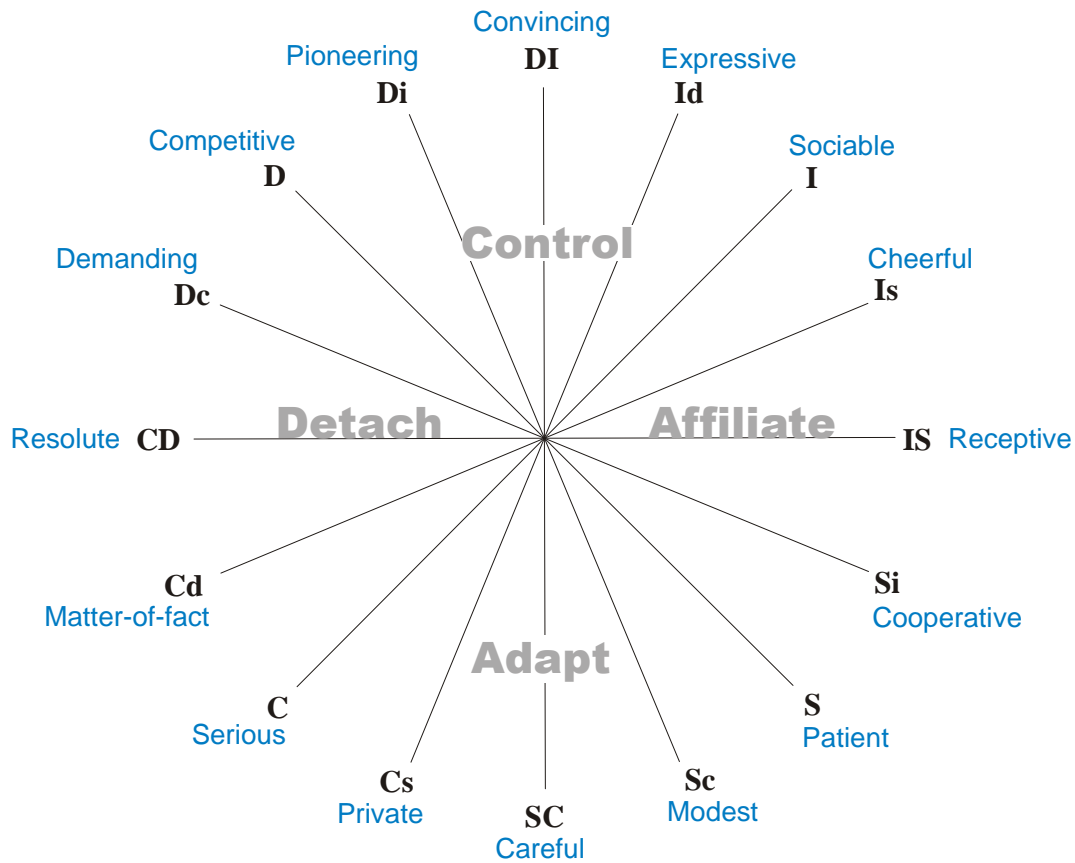 Convincing
DI
Pioneering
Di
Expressive
Id
Competitive
D
Sociable
I
Control
Demanding
Dc
Cheerful
Is
Detach
Affiliate
Resolute CD
IS Receptive
Cd
Matter-of-fact
Si
Cooperative
Adapt
C
Serious
S
Patient
Cs
Private
Sc
Modest
SC
Careful